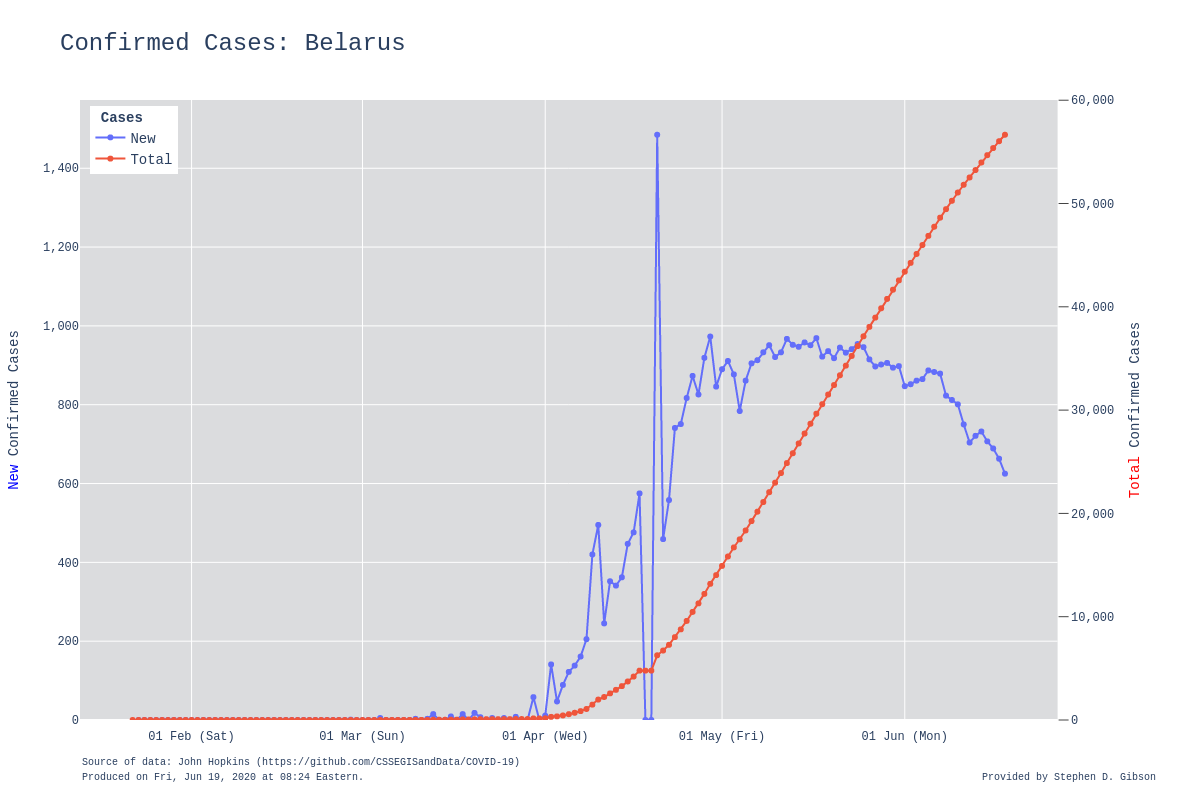 Confirmed Cases: Belarus
Cases
New
Total
1,400
1,200
1,000
800
600
400
200
0
60,000
50,000
40,000
30,000
20,000
10,000
0
New Confirmed Cases
Total Confirmed Cases
01 Feb (Sat)
01 Mar (Sun)
01 Apr (Wed)
01 May (Fri)
01 Jun (Mon)
Source of data: John Hopkins (https://github.com/CSSEGISandData/COVID-19)
Produced on Fri, Jun 19, 2020 at 08:24 Eastern.
Provided by Stephen D. Gibson